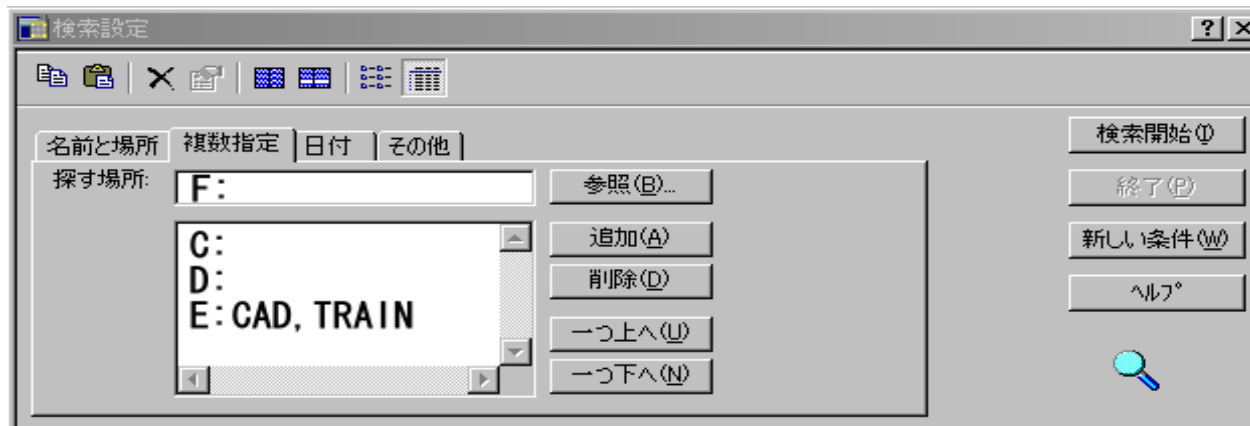 検索設定
名前と場所 複数指定 日付 その他
検索開始(I)
探す場所: F: 参照(B)...
終了(P)
C:
D:
E:CAD,TRAIN
追加(A)
新しい条件(W)
削除(D)
ヘルプ
一つ上へ(U)
一つ下へ(N)